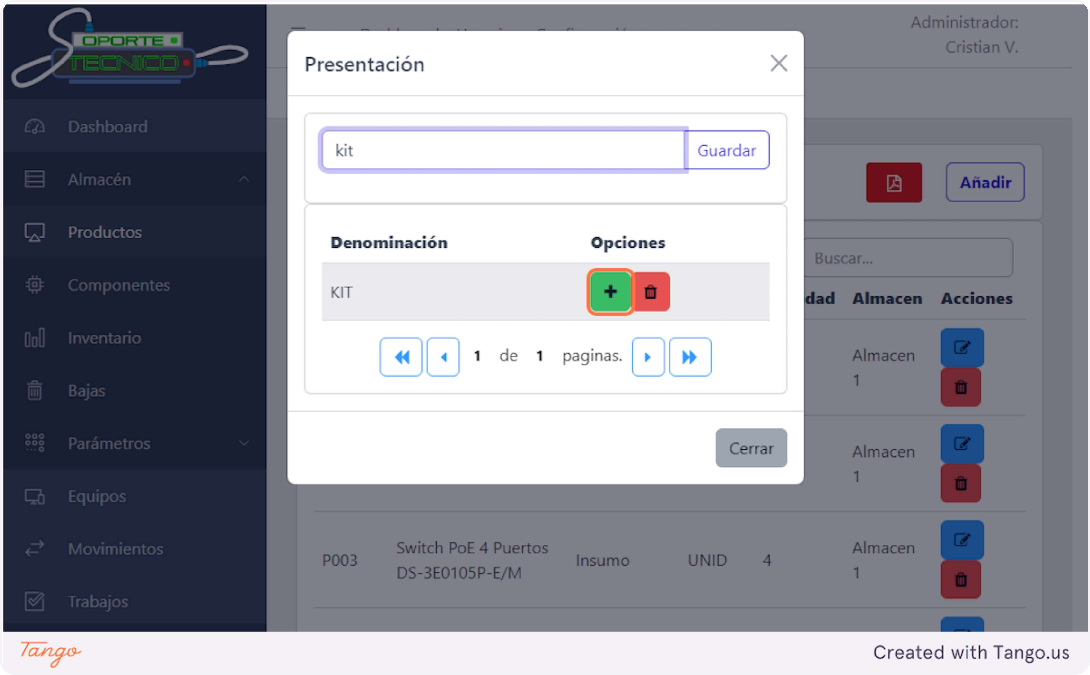 OPORTE
TECNICO
Dashboard
Almacén
Productos
Componentes
Inventario
Bajas
Parámetros
Equipos
Movimientos
Trabajos
Administrador:
Cristian V.
Presentación
kit
Guardar
Denominación Opciones
KIT
1 de 1 paginas.
Cerrar
Añadir
Buscar...
dad Almacen Acciones
Almacen
1
Almacen
1
P003 Switch PoE 4 Puertos
DS-3E0105P-E/M Insumo UNID 4 Almacen
1
Tango
Created with Tango.us